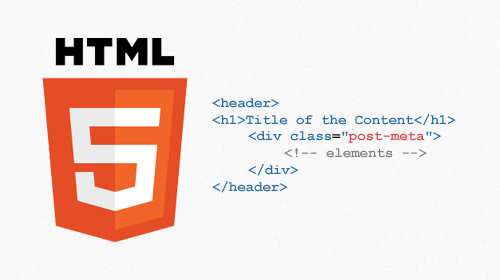 HTML
5
<header>
<h1>Title of the Content</h1>
<div class="post-meta">
<!-- elements -->
</div>
</header>